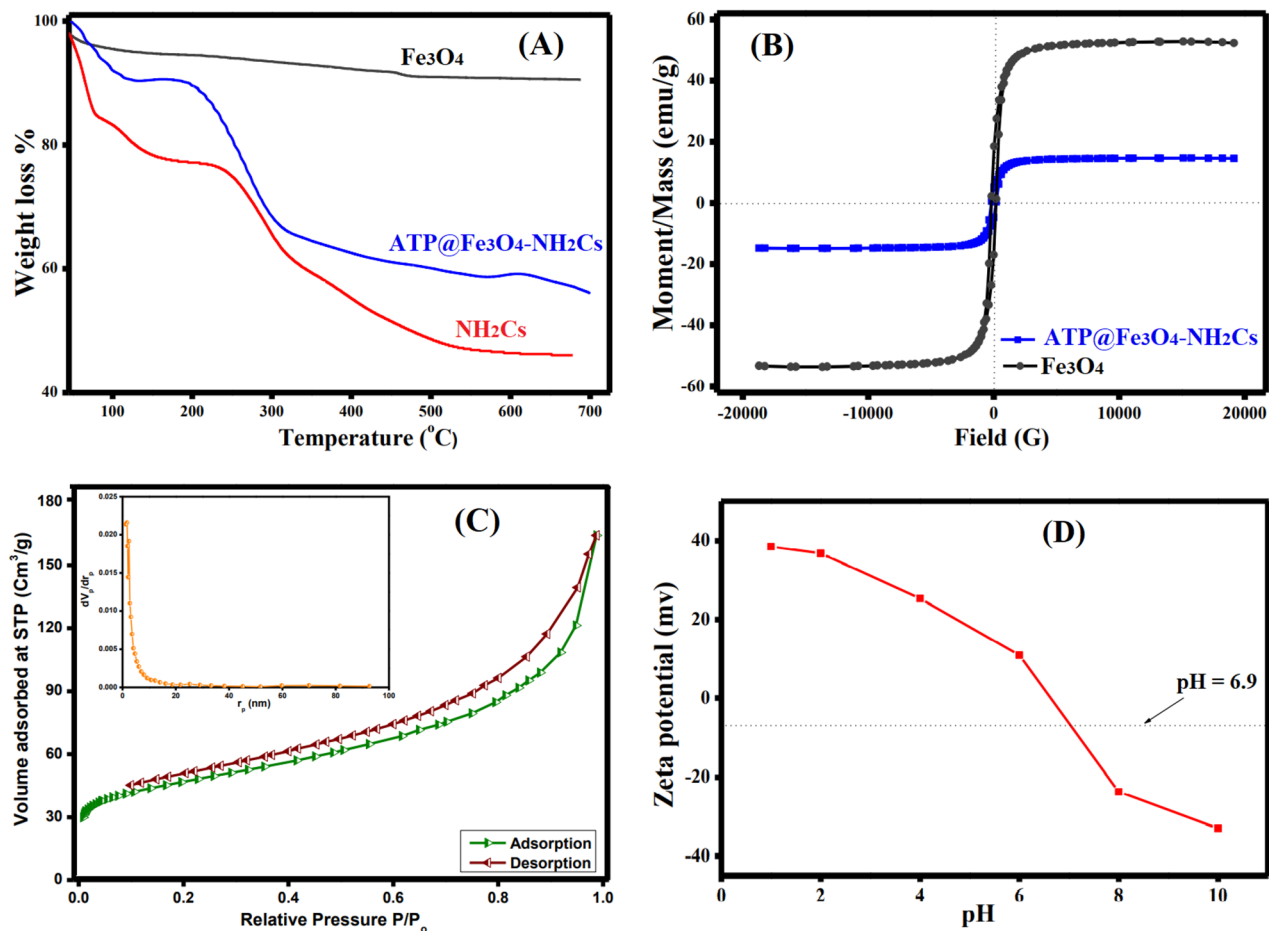 (A)
100
80
60
40
Weight loss %
Fe3O4
ATP@Fe3O4-NH2Cs
NH2Cs
100 200 300 400 500 600 700
Temperature (°C)
(B)
60
40
20
0
-20
-40
-60
Moment/Mass (emu/g)
ATP@Fe3O4-NH2Cs
Fe3O4
-20000 -10000 0 10000 20000
Field (G)
(C)
180
150
120
90
60
30
0
Volume adsorbed at STP (Cm³/g)
0.025
0.020
0.015
0.010
0.005
0.000
dVp/drp
0 20 40 60 80 100
rp (nm)
Adsorption
Desorption
0.0 0.2 0.4 0.6 0.8 1.0
Relative Pressure P/Po
(D)
40
20
0
-20
-40
Zeta potential (mv)
pH = 6.9
0 2 4 6 8 10
pH